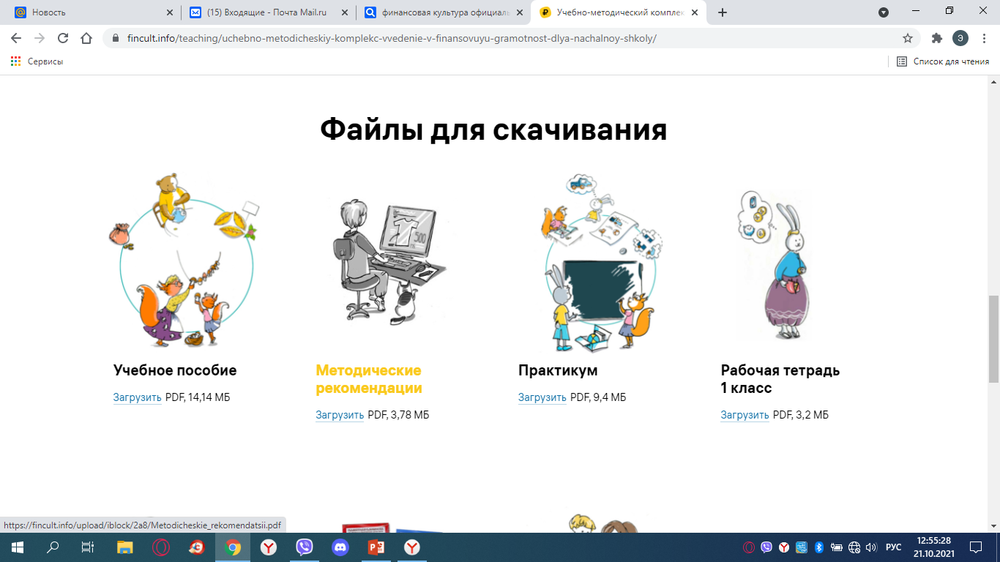 Новость
(15) Входящие - Почта Mail.ru
финансовая культура официаль
Учебно-методический комплек
fincult.info/teaching/uchebno-metodicheskiy-komplekc-vvedenie-v-finansovuyu-gramotnost-dlya-nachalnoy-shkoly/
Э
Сервисы
Список для чтения
Файлы для скачивания
500
Учебное пособие
Загрузить PDF, 14,14 МБ
Методические
рекомендации
Загрузить PDF, 3,78 МБ
Практикум
Загрузить PDF, 9,4 МБ
Рабочая тетрадь
1 класс
Загрузить PDF, 3,2 МБ
https://fincult.info/upload/iblock/2a8/Metodicheskie_rekomendatsii.pdf
РУС
12:55:28
21.10.2021